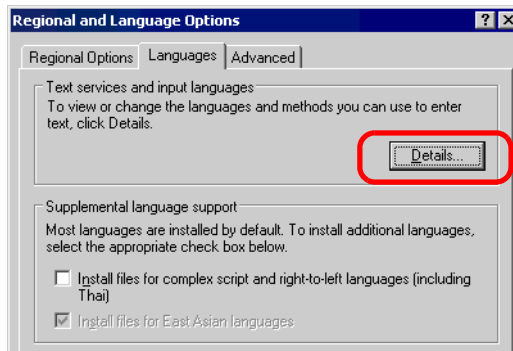 Regional and Language Options
Regional Options Languages Advanced
Text services and input languages
To view or change the languages and methods you can use to enter
text, click Details.
Details...
Supplemental language support
Most languages are installed by default. To install additional languages,
select the appropriate check box below.
Install files for complex script and right-to-left languages (including
Thai)
Install files for East Asian languages